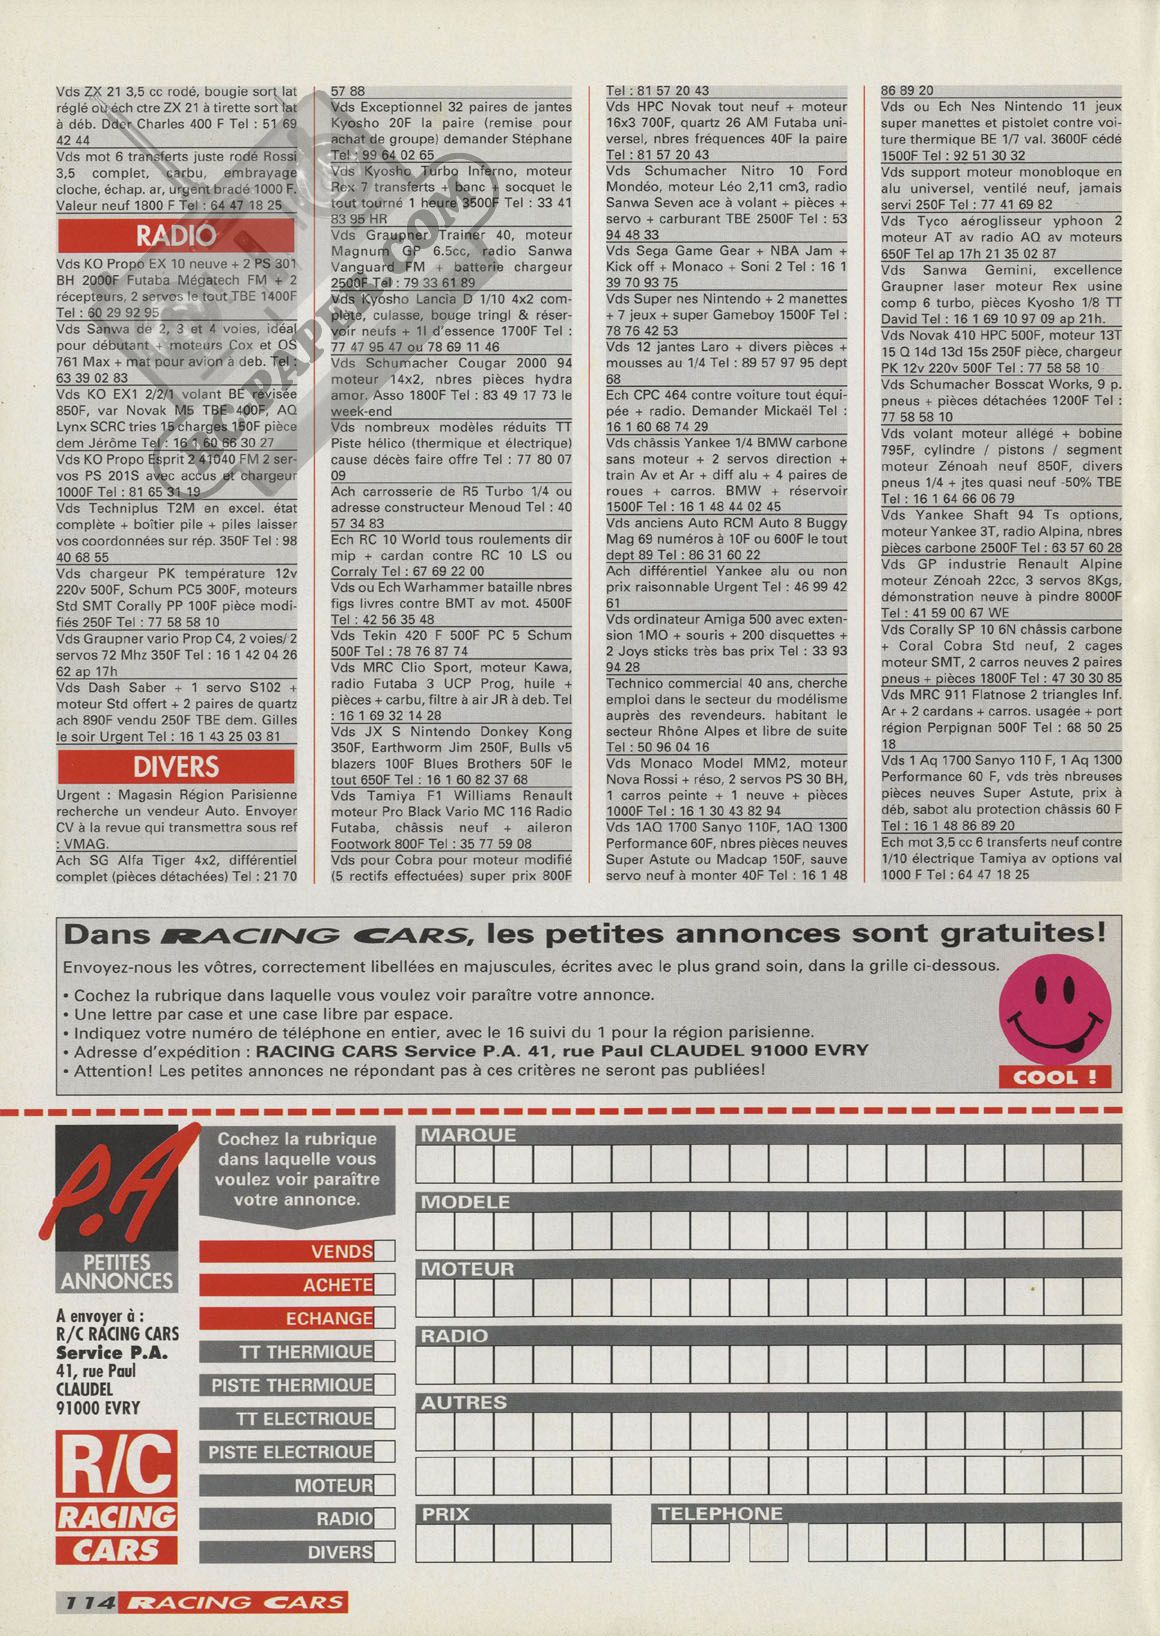 Vds ZX 21 3,5 cc rodé, bougie sort lat
réglé ou éch ctre ZX 21 à tirette sort lat
à déb. Dder Charles 400 F Tel : 51 69
42 44
Vds mot 6 transferts juste rodé Rossi
3,5 complet, carbu, embrayage
cloche, échap. ar, urgent bradé 1000 F.
Valeur neuf 1800 F Tel : 64 47 18 25
RADIO
Vds KO Propo EX 10 neuve + 2 PS 301
BH 2000F Futaba Mégatech FM + 2
récepteurs, 2 servos le tout TBE 1400F
Tel : 60 29 92 95
Vds Sanwa de 2, 3 et 4 voies, idéal
pour débutant + moteurs Cox et OS
761 Max + mat pour avion à deb. Tel :
63 39 02 83
Vds KO EX1 2/2/1 volant BE révisée
850F, var Novak M5 TBE 400F, AQ
Lynx SCRC tries 15 charges 150F pièce
dem Jérôme Tel : 16 1 60 66 30 27
Vds KO Propo Esprit 2 41040 FM 2 ser-
vos PS 201S avec accus et chargeur
1000F Tel : 81 65 31 19
Vds Techniplus T2M en excel. état
complète + boîtier pile + piles laisser
vos coordonnées sur rép. 350F Tel : 98
40 68 55
Vds chargeur PK température 12v
220v 500F, Schum PC5 300F, moteurs
Std SMT Corally PP 100F pièce modi-
fiés 250F Tel : 77 58 58 10
Vds Graupner vario Prop C4, 2 voies/ 2
servos 72 Mhz 350F Tel : 16 1 42 04 26
62 ap 17h
Vds Dash Saber + 1 servo S102 +
moteur Std offert + 2 paires de quartz
ach 890F vendu 250F TBE dem. Gilles
le soir Urgent Tel : 16 1 43 25 03 81
DIVERS
Urgent : Magasin Région Parisienne
recherche un vendeur Auto. Envoyer
CV à la revue qui transmettra sous ref
: VMAG.
Ach SG Alfa Tiger 4x2, différentiel
complet (pièces détachées) Tel : 21 70
57 88
Vds Exceptionnel 32 paires de jantes
Kyosho 20F la paire (remise pour
achat de groupe) demander Stéphane
Tel : 99 64 02 65
Vds Kyosho Turbo Inferno, moteur
Rex 7 transferts + banc + socquet le
tout tourné 1 heure 3500F Tel : 33 41
83 95 HR
Vds Graupner Trainer 40, moteur
Magnum GP 6.5cc, radio Sanwa
Vanguard FM + batterie chargeur
2500F Tel : 79 33 61 89
Vds Kyosho Lancia D 1/10 4x2 com-
plète, culasse, bouge tringl & réser-
voir neufs + 1l d'essence 1700F Tel :
77 47 95 47 ou 78 69 11 46
Vds Schumacher Cougar 2000 94
moteur 14x2, nbres pièces hydra
amor. Asso 1800F Tel : 83 49 17 73 le
week-end
Vds nombreux modèles réduits TT
Piste hélico (thermique et électrique)
cause décès faire offre Tel : 77 80 07
09
Ach carrosserie de R5 Turbo 1/4 ou
adresse constructeur Menoud Tel : 40
57 34 83
Ech RC 10 World tous roulements dir
mip + cardan contre RC 10 LS ou
Corraly Tel : 67 69 22 00
Vds ou Ech Warhammer bataille nbres
figs livres contre BMT av mot. 4500F
Tel : 42 56 35 48
Vds Tekin 420 F 500F PC 5 Schum
500F Tel : 78 76 87 74
Vds MRC Clio Sport, moteur Kawa,
radio Futaba 3 UCP Prog, huile +
pièces + carbu, filtre à air JR à deb. Tel
: 16 1 69 32 14 28
Vds JX S Nintendo Donkey Kong
350F, Earthworm Jim 250F, Bulls v5
blazers 100F Blues Brothers 50F le
tout 650F Tel : 16 1 60 82 37 68
Vds Tamiya F1 Williams Renault
moteur Pro Black Vario MC 116 Radio
Futaba, châssis neuf + aileron
Footwork 800F Tel : 35 77 59 08
Vds pour Cobra pour moteur modifié
(5 rectifs effectuées) super prix 800F
Tel : 81 57 20 43
Vds HPC Novak tout neuf + moteur
16x3 700F, quartz 26 AM Futaba uni-
versel, nbres fréquences 40F la paire
Tel : 81 57 20 43
Vds Schumacher Nitro 10 Ford
Mondéo, moteur Léo 2,11 cm3, radio
Sanwa Seven ace à volant + pièces +
servo + carburant TBE 2500F Tel : 53
94 48 33
Vds Sega Game Gear + NBA Jam +
Kick off + Monaco + Soni 2 Tel : 16 1
39 70 93 75
Vds Super nes Nintendo + 2 manettes
+ 7 jeux + super Gameboy 1500F Tel :
78 76 42 53
Vds 12 jantes Laro + divers pièces +
mousses au 1/4 Tel : 89 57 97 95 dept
68
Ech CPC 464 contre voiture tout équi-
pée + radio. Demander Mickaël Tel :
16 1 60 68 74 29
Vds châssis Yankee 1/4 BMW carbone
sans moteur + 2 servos direction +
train Av et Ar + diff alu + 4 paires de
roues + carros. BMW + réservoir
1500F Tel : 16 1 48 44 02 45
Vds anciens Auto RCM Auto 8 Buggy
Mag 69 numéros à 10F ou 600F le tout
dept 89 Tel : 86 31 60 22
Ach différentiel Yankee alu ou non
prix raisonnable Urgent Tel : 46 99 42
61
Vds ordinateur Amiga 500 avec exten-
sion 1MO + souris + 200 disquettes +
2 Joys sticks très bas prix Tel : 33 93
94 28
Technico commercial 40 ans, cherche
emploi dans le secteur du modélisme
auprès des revendeurs. habitant le
secteur Rhône Alpes et libre de suite
Tel : 50 96 04 16
Vds Monaco Model MM2, moteur
Nova Rossi + réso, 2 servos PS 30 BH,
1 carros peinte + 1 neuve + pièces
1000F Tel : 16 1 30 43 82 94
Vds 1AQ 1700 Sanyo 110F, 1AQ 1300
Performance 60F, nbres pièces neuves
Super Astute ou Madcap 150F, sauve
servo neuf à monter 40F Tel : 16 1 48
86 89 20
Vds ou Ech Nes Nintendo 11 jeux
super manettes et pistolet contre voi-
ture thermique BE 1/7 val. 3600F cédé
1500F Tel : 92 51 30 32
Vds support moteur monobloque en
alu universel, ventilé neuf, jamais
servi 250F Tel : 77 41 69 82
Vds Tyco aéroglisseur yphoon 2
moteur AT av radio AQ av moteurs
650F Tel ap 17h 21 35 02 87
Vds Sanwa Gemini, excellence
Graupner laser moteur Rex usine
comp 6 turbo, pièces Kyosho 1/8 TT
David Tel : 16 1 69 10 97 09 ap 21h.
Vds Novak 410 HPC 500F, moteur 13T
15 Q 14d 13d 15s 250F pièce, chargeur
PK 12v 220v 500F Tel : 77 58 58 10
Vds Schumacher Bosscat Works, 9 p.
pneus + pièces détachées 1200F Tel :
77 58 58 10
Vds volant moteur allégé + bobine
795F, cylindre / pistons / segment
moteur Zénoah neuf 850F, divers
pneus 1/4 + jtes quasi neuf -50% TBE
Tel : 16 1 64 66 06 79
Vds Yankee Shaft 94 Ts options,
moteur Yankee 3T, radio Alpina, nbres
pièces carbone 2500F Tel : 63 57 60 28
Vds GP industrie Renault Alpine
moteur Zénoah 22cc, 3 servos 8Kgs,
démonstration neuve à pindre 8000F
Tel : 41 59 00 67 WE
Vds Corally SP 10 6N châssis carbone
+ Coral Cobra Std neuf, 2 cages
moteur SMT, 2 carros neuves 2 paires
pneus + pièces 1800F Tel : 47 30 30 85
Vds MRC 911 Flatnose 2 triangles Inf.
Ar + 2 cardans + carros. usagée + port
région Perpignan 500F Tel : 68 50 25
18
Vds 1 Aq 1700 Sanyo 110 F, 1 Aq 1300
Performance 60 F, vds très nbreuses
pièces neuves Super Astute, prix à
déb, sabot alu protection châssis 60 F
Tel : 16 1 48 86 89 20
Ech mot 3,5 cc 6 transferts neuf contre
1/10 électrique Tamiya av options val
1000 F Tel : 64 47 18 25
RC-PAPER.COM
Dans RACING CARS, les petites annonces sont gratuites!
Envoyez-nous les vôtres, correctement libellées en majuscules, écrites avec le plus grand soin, dans la grille ci-dessous.
• Cochez la rubrique dans laquelle vous voulez voir paraître votre annonce.
• Une lettre par case et une case libre par espace.
• Indiquez votre numéro de téléphone en entier, avec le 16 suivi du 1 pour la région parisienne.
• Adresse d'expédition : RACING CARS Service P.A. 41, rue Paul CLAUDEL 91000 EVRY
• Attention! Les petites annonces ne répondant pas à ces critères ne seront pas publiées!
COOL !
P.A
PETITES
ANNONCES
A envoyer à :
R/C RACING CARS
Service P.A.
41, rue Paul
CLAUDEL
91000 EVRY
R/C
RACING
CARS
Cochez la rubrique
dans laquelle vous
voulez voir paraître
votre annonce.
VENDS
ACHETE
ECHANGE
TT THERMIQUE
PISTE THERMIQUE
TT ELECTRIQUE
PISTE ELECTRIQUE
MOTEUR
RADIO
DIVERS
MARQUE
MODELE
MOTEUR
RADIO
AUTRES
PRIX
TELEPHONE
114 RACING CARS